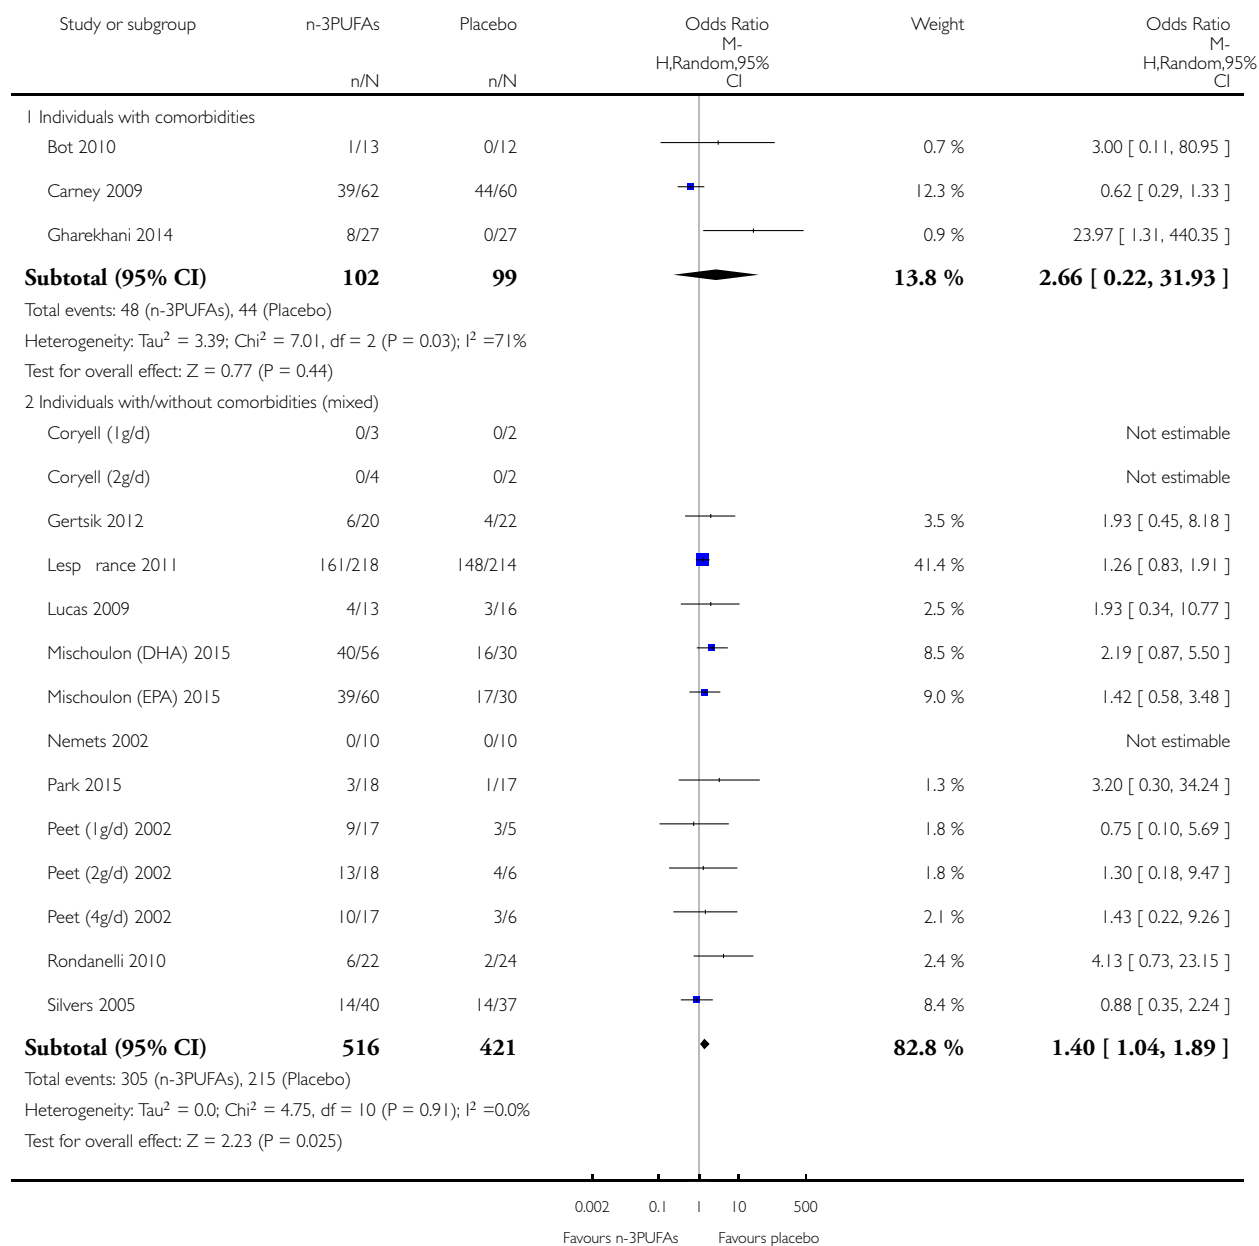 Study or subgroup n-3PUFAs Placebo Odds Ratio Weight Odds Ratio
M- M-
H,Random,95% H,Random,95%
n/N n/N CI CI
1 Individuals with comorbidities
Bot 2010 1/13 0/12 0.7 % 3.00 [ 0.11, 80.95 ]
Carney 2009 39/62 44/60 12.3 % 0.62 [ 0.29, 1.33 ]
Gharekhani 2014 8/27 0/27 0.9 % 23.97 [ 1.31, 440.35 ]
Subtotal (95% CI) 102 99 13.8 % 2.66 [ 0.22, 31.93 ]
Total events: 48 (n-3PUFAs), 44 (Placebo)
Heterogeneity: Tau² = 3.39; Chi² = 7.01, df = 2 (P = 0.03); I² =71%
Test for overall effect: Z = 0.77 (P = 0.44)
2 Individuals with/without comorbidities (mixed)
Coryell (1g/d) 0/3 0/2 Not estimable
Coryell (2g/d) 0/4 0/2 Not estimable
Gertsik 2012 6/20 4/22 3.5 % 1.93 [ 0.45, 8.18 ]
Lesp rance 2011 161/218 148/214 41.4 % 1.26 [ 0.83, 1.91 ]
Lucas 2009 4/13 3/16 2.5 % 1.93 [ 0.34, 10.77 ]
Mischoulon (DHA) 2015 40/56 16/30 8.5 % 2.19 [ 0.87, 5.50 ]
Mischoulon (EPA) 2015 39/60 17/30 9.0 % 1.42 [ 0.58, 3.48 ]
Nemets 2002 0/10 0/10 Not estimable
Park 2015 3/18 1/17 1.3 % 3.20 [ 0.30, 34.24 ]
Peet (1g/d) 2002 9/17 3/5 1.8 % 0.75 [ 0.10, 5.69 ]
Peet (2g/d) 2002 13/18 4/6 1.8 % 1.30 [ 0.18, 9.47 ]
Peet (4g/d) 2002 10/17 3/6 2.1 % 1.43 [ 0.22, 9.26 ]
Rondanelli 2010 6/22 2/24 2.4 % 4.13 [ 0.73, 23.15 ]
Silvers 2005 14/40 14/37 8.4 % 0.88 [ 0.35, 2.24 ]
Subtotal (95% CI) 516 421 82.8 % 1.40 [ 1.04, 1.89 ]
Total events: 305 (n-3PUFAs), 215 (Placebo)
Heterogeneity: Tau² = 0.0; Chi² = 4.75, df = 10 (P = 0.91); I² =0.0%
Test for overall effect: Z = 2.23 (P = 0.025)
0.002 0.1 1 10 500
Favours n-3PUFAs Favours placebo